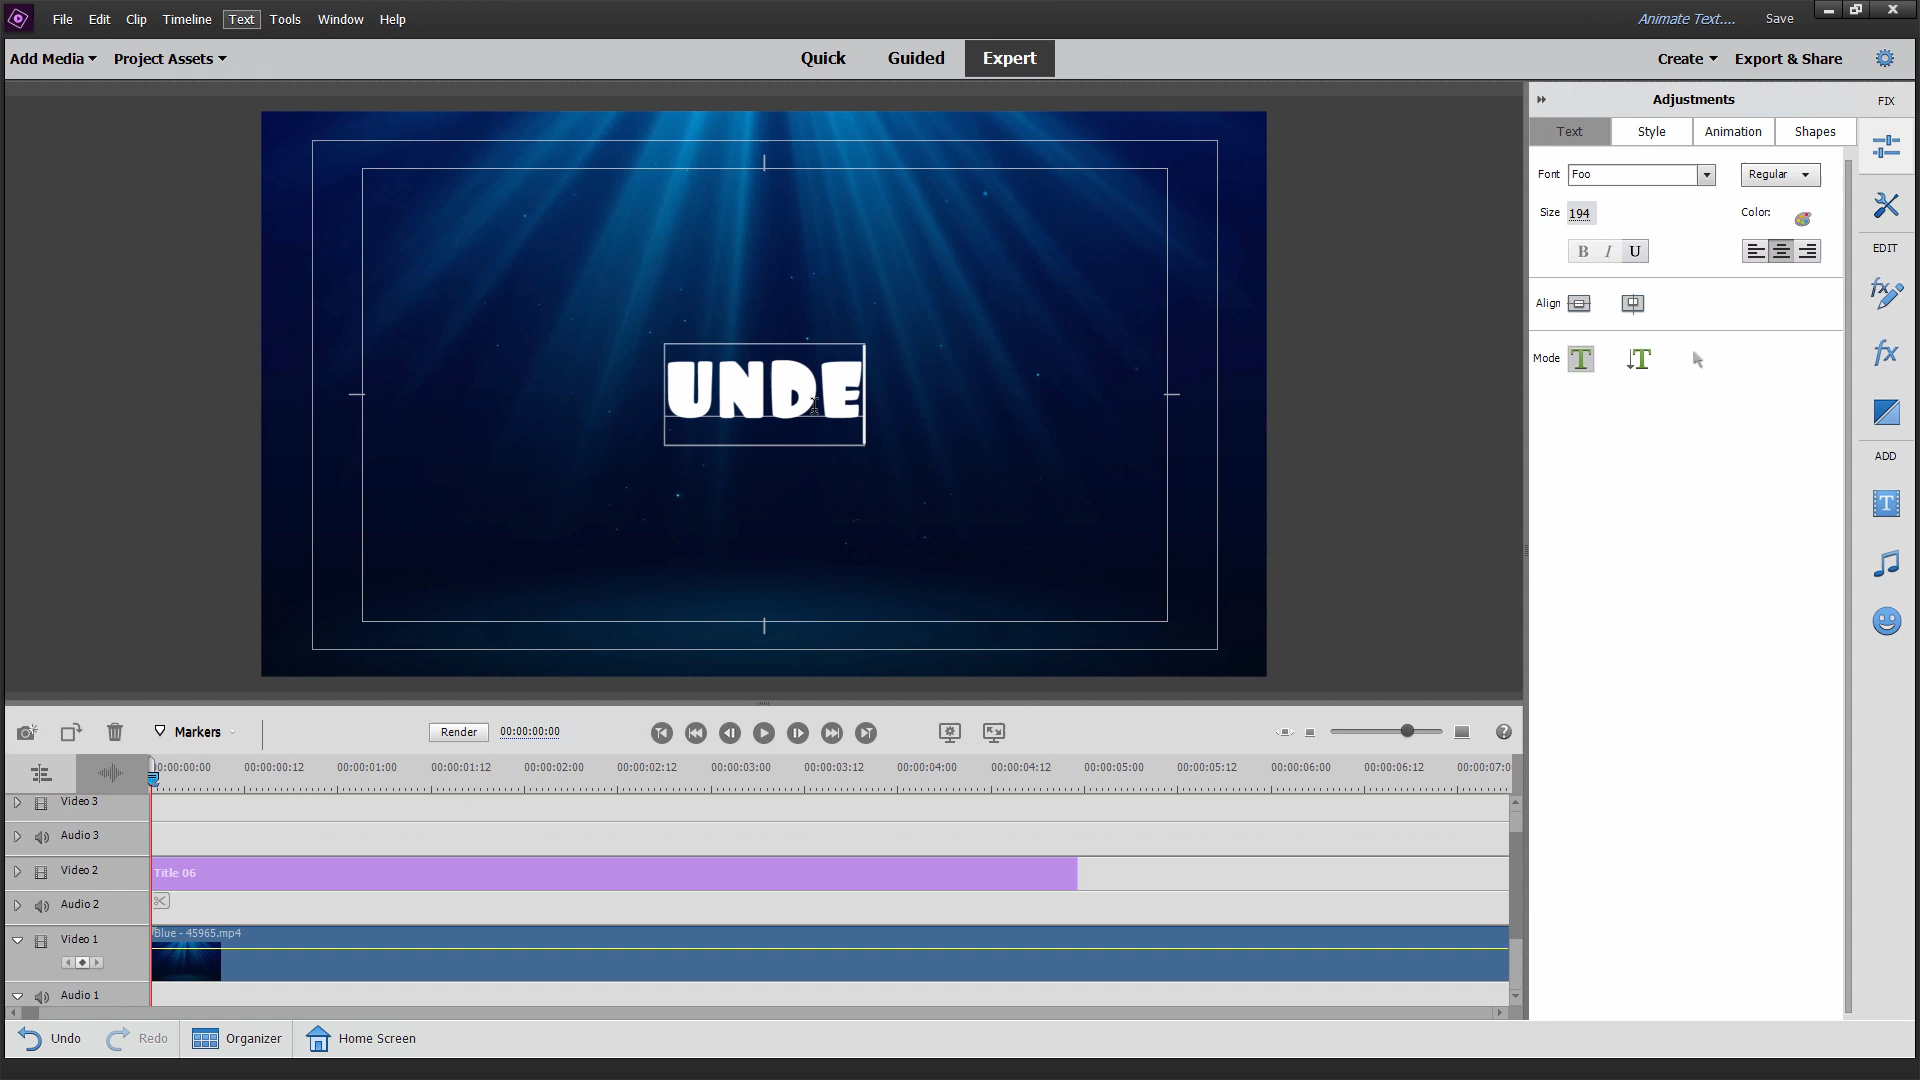 File Edit Clip Timeline Text Tools Window Help Animate Text.... Save
Add Media Project Assets Quick Guided Expert Create Export & Share
Adjustments FIX
Text Style Animation Shapes
Font Foo Regular
Size 194 Color:
B I U
EDIT
Align
Mode T T
UNDE
ADD
Markers Render 00:00:00:00
00:00:00:00 00:00:00:12 00:00:01:00 00:00:01:12 00:00:02:00 00:00:02:12 00:00:03:00 00:00:03:12 00:00:04:00 00:00:04:12 00:00:05:00 00:00:05:12 00:00:06:00 00:00:06:12 00:00:07:0
Video 3
Audio 3
Video 2 Title 06
Audio 2
Video 1 Blue - 45965.mp4
Audio 1
Undo Redo Organizer Home Screen